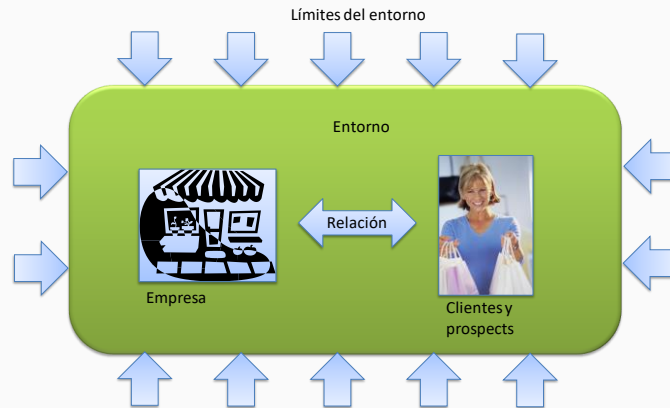 Límites del entorno
Entorno
Relación
Empresa
Clientes y
prospects